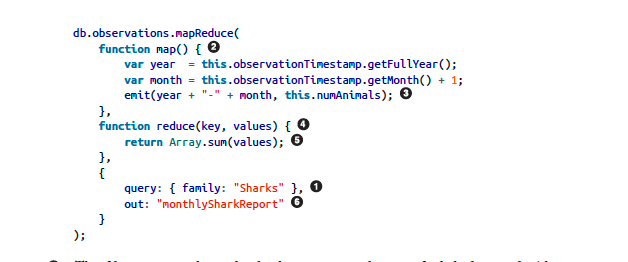 db.observations.mapReduce(
function map() { ❷
var year  = this.observationTimestamp.getFullYear();
var month = this.observationTimestamp.getMonth() + 1;
emit(year + "-" + month, this.numAnimals); ❸
},
function reduce(key, values) { ❹
return Array.sum(values); ❺
},
{
query: { family: "Sharks" }, ❶
out: "monthlySharkReport" ❻
}
);